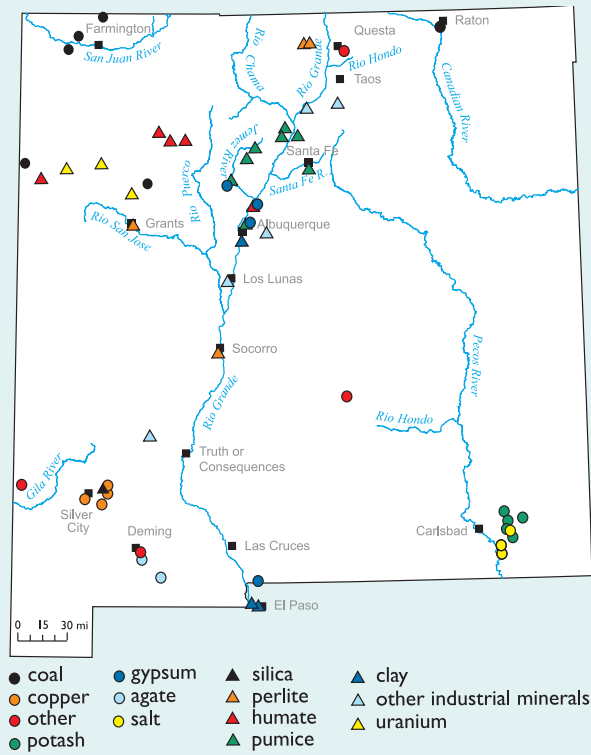 Farmington
San Juan River
Rio
Chama
Rio Grande
Questa
Rio Hondo
Taos
Raton
Canadian River
Jemez River
Santa Fe
Santa Fe R.
Rio Puerco
Grants
Rio San Jose
Albuquerque
Los Lunas
Socorro
Pecos River
Rio Grande
Rio Hondo
Truth or
Consequences
Gila River
Silver
City
Deming
Las Cruces
Carlsbad
El Paso
0 15 30 mi
coal
copper
other
potash
gypsum
agate
salt
silica
perlite
humate
pumice
clay
other industrial minerals
uranium